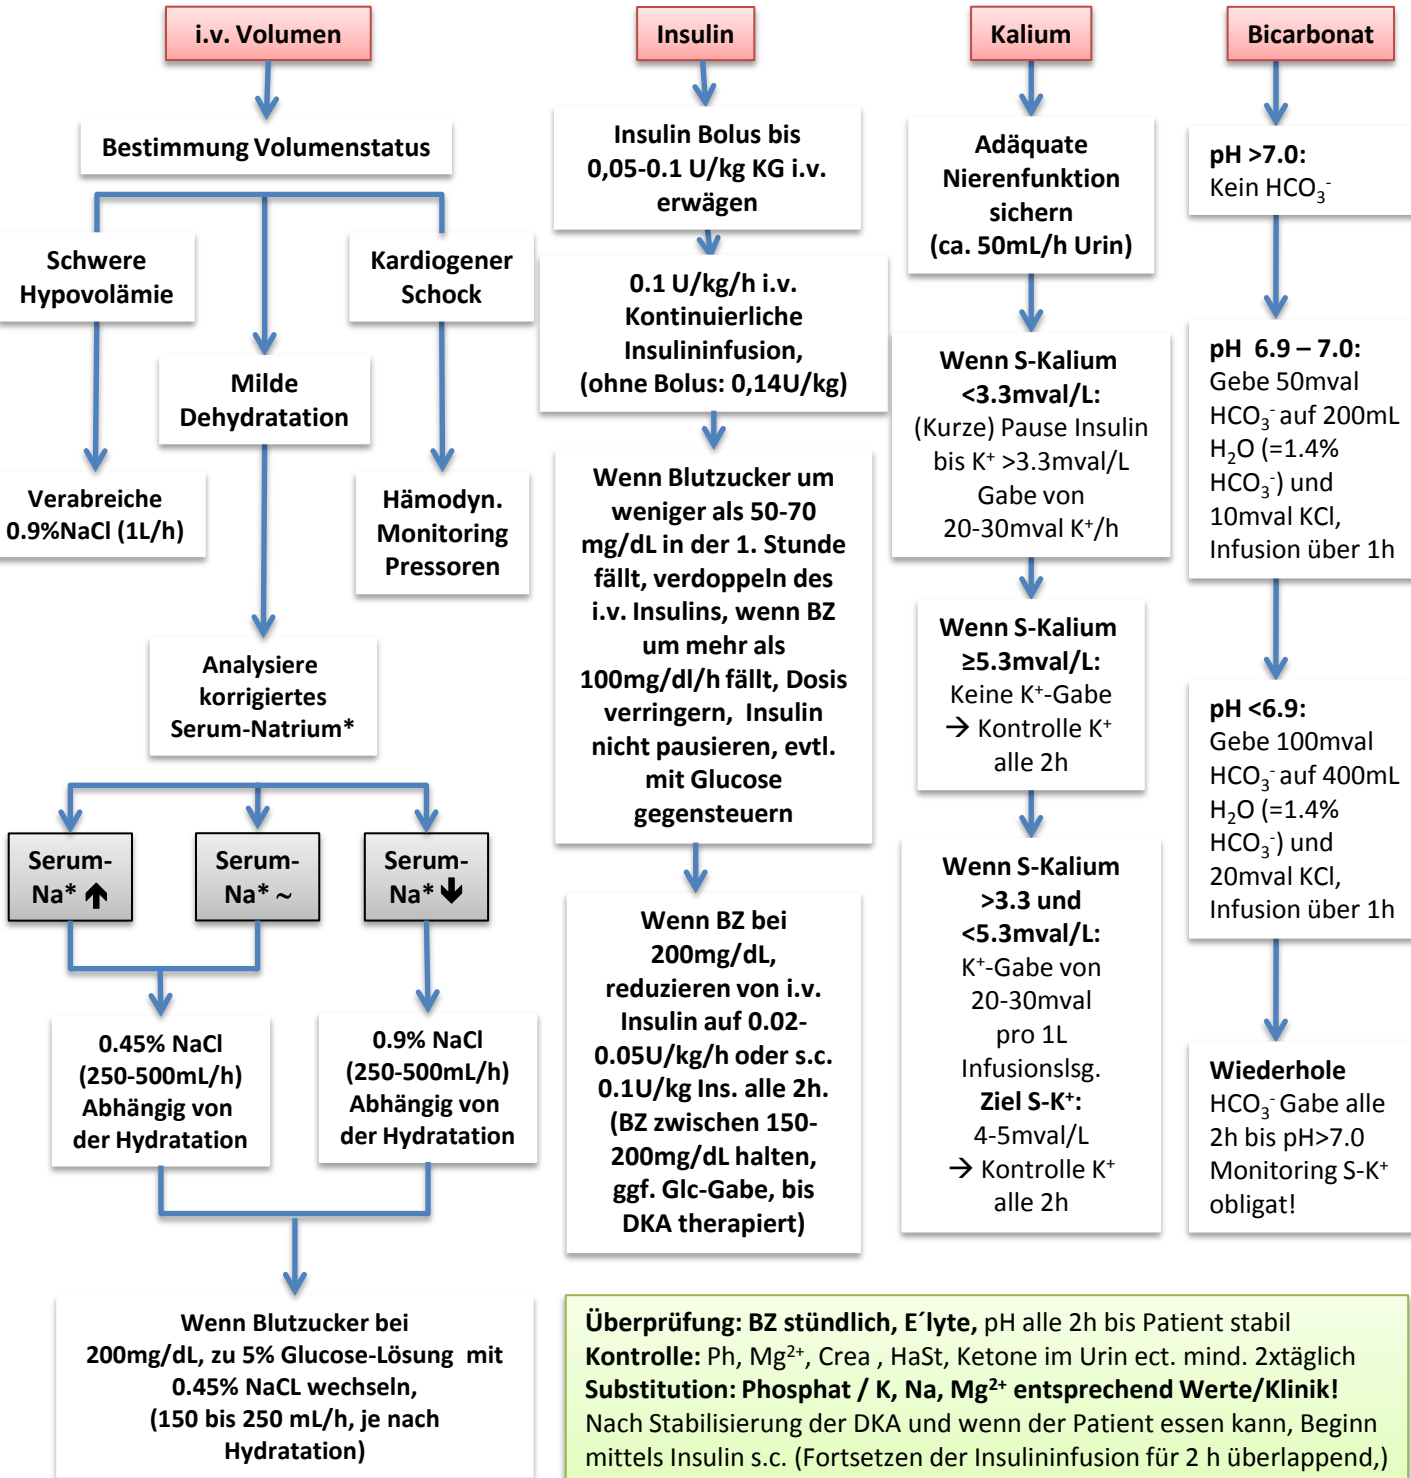 i.v. Volumen
Bestimmung Volumenstatus
Schwere
Hypovolämie
Kardiogener
Schock
Milde
Dehydratation
Verabreiche
0.9%NaCl (1L/h)
Hämodyn.
Monitoring
Pressoren
Analysiere
korrigiertes
Serum-Natrium*
Serum-
Na* ↑
Serum-
Na* ~
Serum-
Na* ↓
0.45% NaCl
(250-500mL/h)
Abhängig von
der Hydratation
0.9% NaCl
(250-500mL/h)
Abhängig von
der Hydratation
Wenn Blutzucker bei
200mg/dL, zu 5% Glucose-Lösung mit
0.45% NaCL wechseln,
(150 bis 250 mL/h, je nach
Hydratation)
Insulin
Insulin Bolus bis
0,05-0.1 U/kg KG i.v.
erwägen
0.1 U/kg/h i.v.
Kontinuierliche
Insulininfusion,
(ohne Bolus: 0,14U/kg)
Wenn Blutzucker um
weniger als 50-70
mg/dL in der 1. Stunde
fällt, verdoppeln des
i.v. Insulins, wenn BZ
um mehr als
100mg/dl/h fällt, Dosis
verringern, Insulin
nicht pausieren, evtl.
mit Glucose
gegensteuern
Wenn BZ bei
200mg/dL,
reduzieren von i.v.
Insulin auf 0.02-
0.05U/kg/h oder s.c.
0.1U/kg Ins. alle 2h.
(BZ zwischen 150-
200mg/dL halten,
ggf. Glc-Gabe, bis
DKA therapiert)
Kalium
Adäquate
Nierenfunktion
sichern
(ca. 50mL/h Urin)
Wenn S-Kalium
<3.3mval/L:
(Kurze) Pause Insulin
bis K⁺ >3.3mval/L
Gabe von
20-30mval K⁺/h
Wenn S-Kalium
≥5.3mval/L:
Keine K⁺-Gabe
→ Kontrolle K⁺
alle 2h
Wenn S-Kalium
>3.3 und
<5.3mval/L:
K⁺-Gabe von
20-30mval
pro 1L
Infusionslsg.
Ziel S-K⁺:
4-5mval/L
→ Kontrolle K⁺
alle 2h
Bicarbonat
pH >7.0:
Kein HCO₃⁻
pH 6.9 – 7.0:
Gebe 50mval
HCO₃⁻ auf 200mL
H₂O (=1.4%
HCO₃⁻) und
10mval KCl,
Infusion über 1h
pH <6.9:
Gebe 100mval
HCO₃⁻ auf 400mL
H₂O (=1.4%
HCO₃⁻) und
20mval KCl,
Infusion über 1h
Wiederhole
HCO₃⁻ Gabe alle
2h bis pH>7.0
Monitoring S-K⁺
obligat!
Überprüfung: BZ stündlich, E´lyte, pH alle 2h bis Patient stabil
Kontrolle: Ph, Mg²⁺, Crea , HaSt, Ketone im Urin ect. mind. 2xtäglich
Substitution: Phosphat / K, Na, Mg²⁺ entsprechend Werte/Klinik!
Nach Stabilisierung der DKA und wenn der Patient essen kann, Beginn
mittels Insulin s.c. (Fortsetzen der Insulininfusion für 2 h überlappend,)